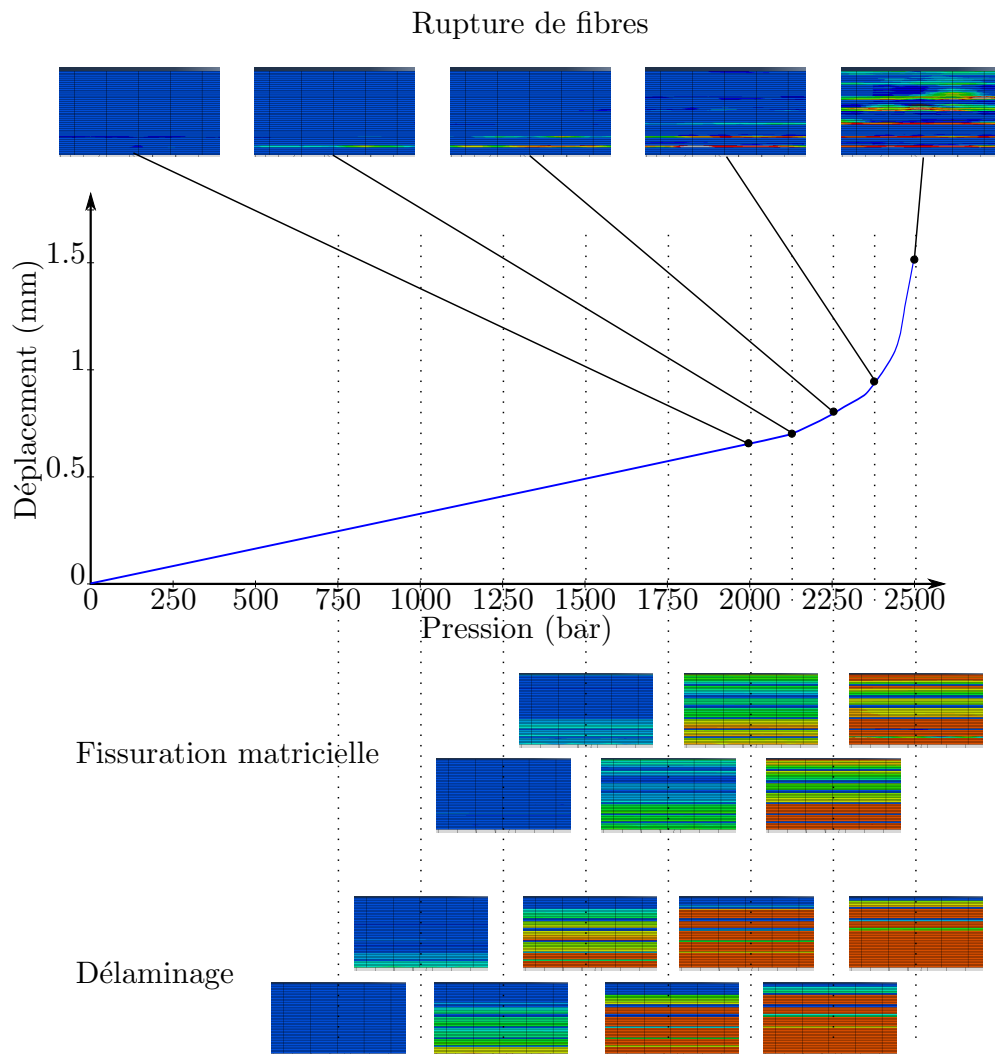 Rupture de fibres
Déplacement (mm)
1.5
1
0.5
0
0 250 500 750 1000 1250 1500 1750 2000 2250 2500
Pression (bar)
Fissuration matricielle
Délaminage